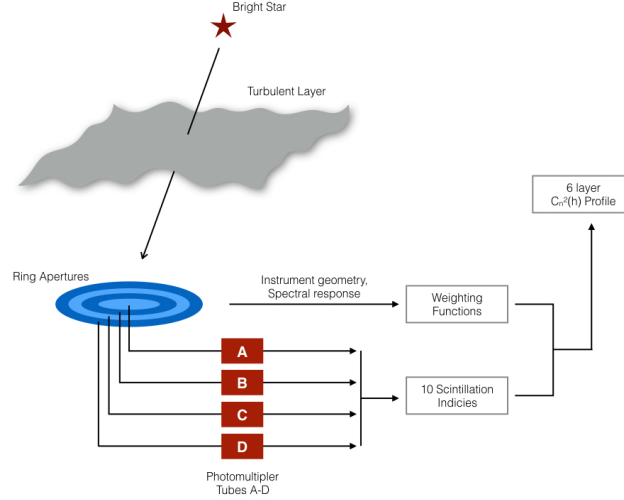 Bright Star
Turbulent Layer
6 layer
Cn²(h) Profile
Ring Apertures
Instrument geometry,
Spectral response
Weighting
Functions
A
B
C
D
10 Scintillation
Indicies
Photomultipler
Tubes A-D